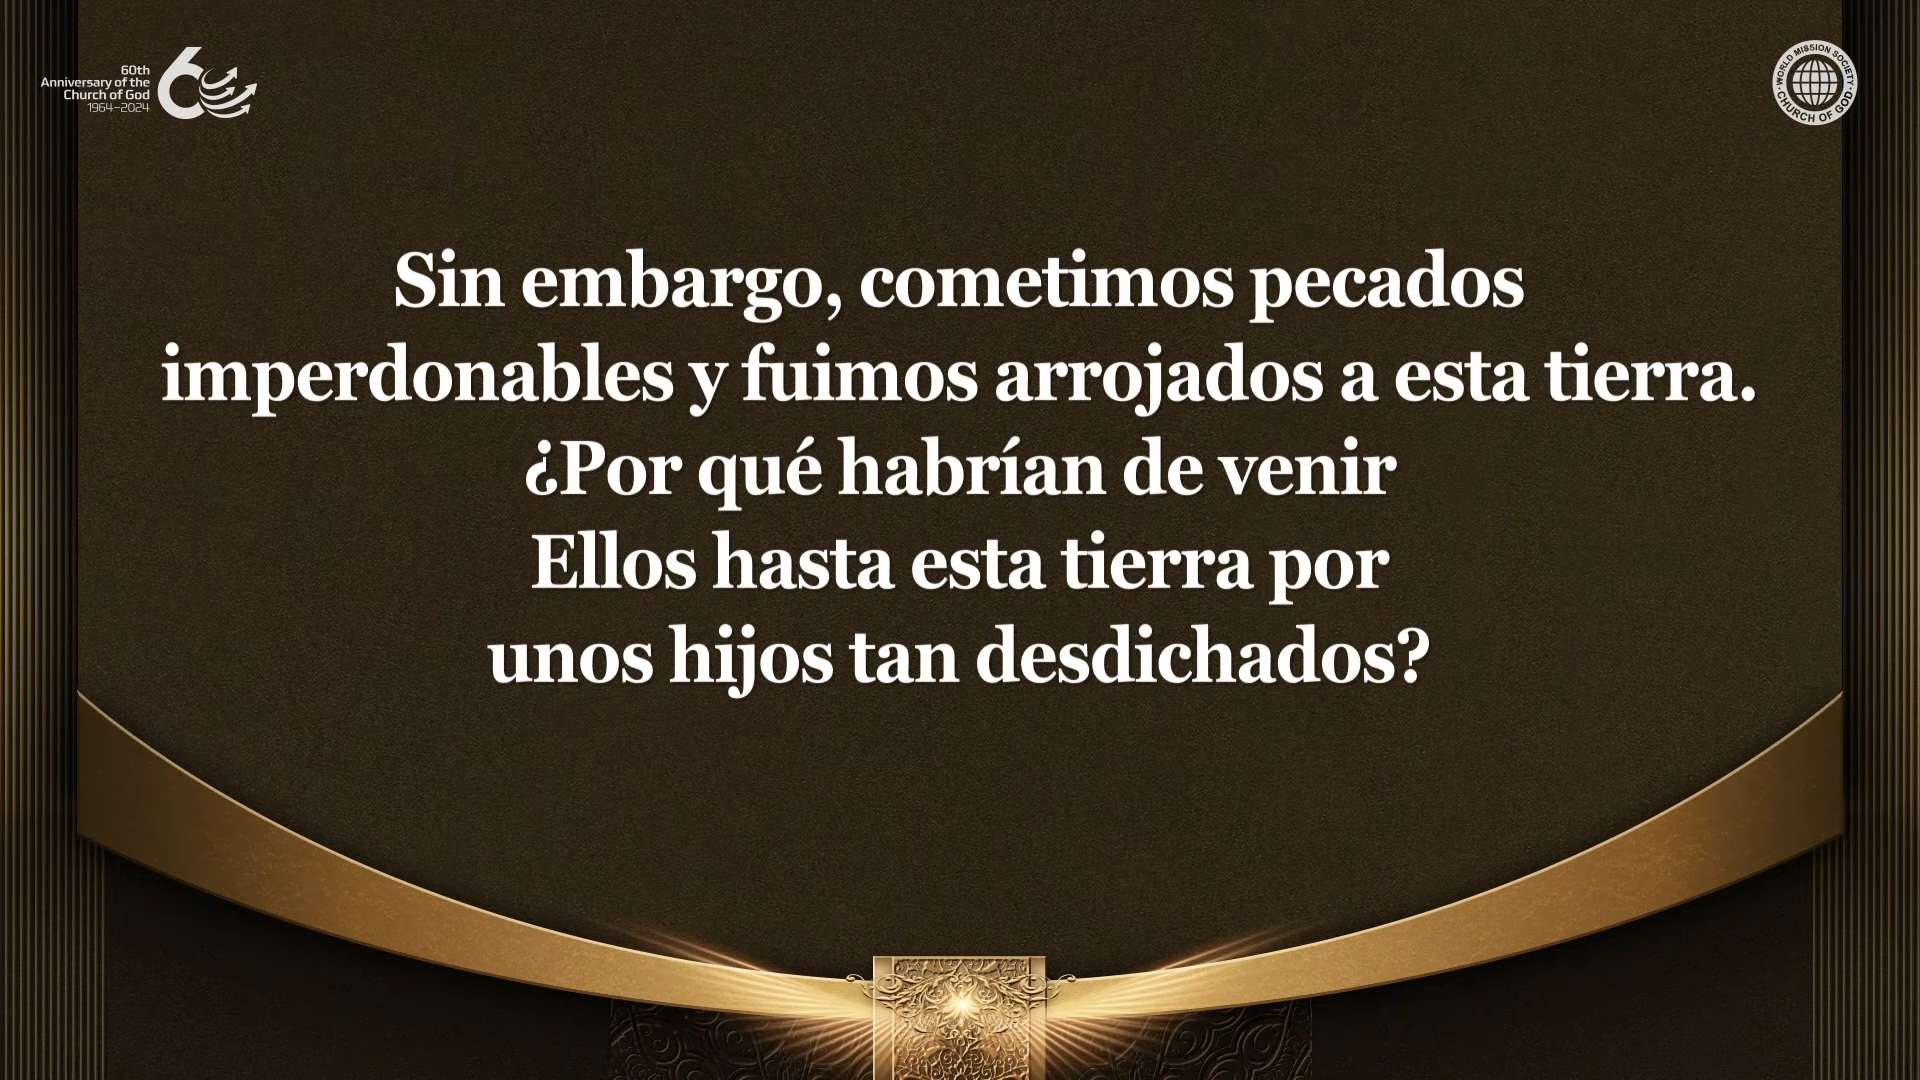 60th
Anniversary of the
Church of God
1964–2024
60
WORLD MISSION SOCIETY
CHURCH OF GOD
Sin embargo, cometimos pecados
imperdonables y fuimos arrojados a esta tierra.
¿Por qué habrían de venir
Ellos hasta esta tierra por
unos hijos tan desdichados?